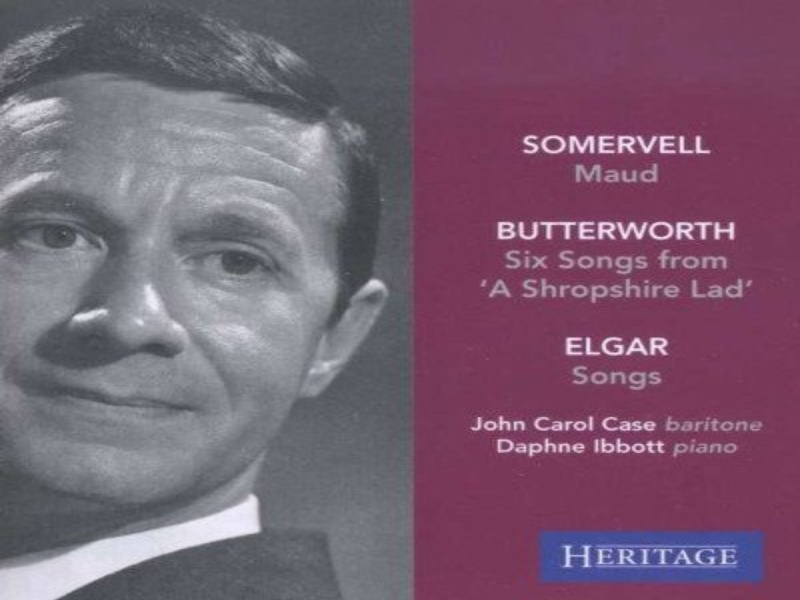 SOMERVELL
Maud
BUTTERWORTH
Six Songs from
‘A Shropshire Lad’
ELGAR
Songs
John Carol Case baritone
Daphne Ibbott piano
HERITAGE